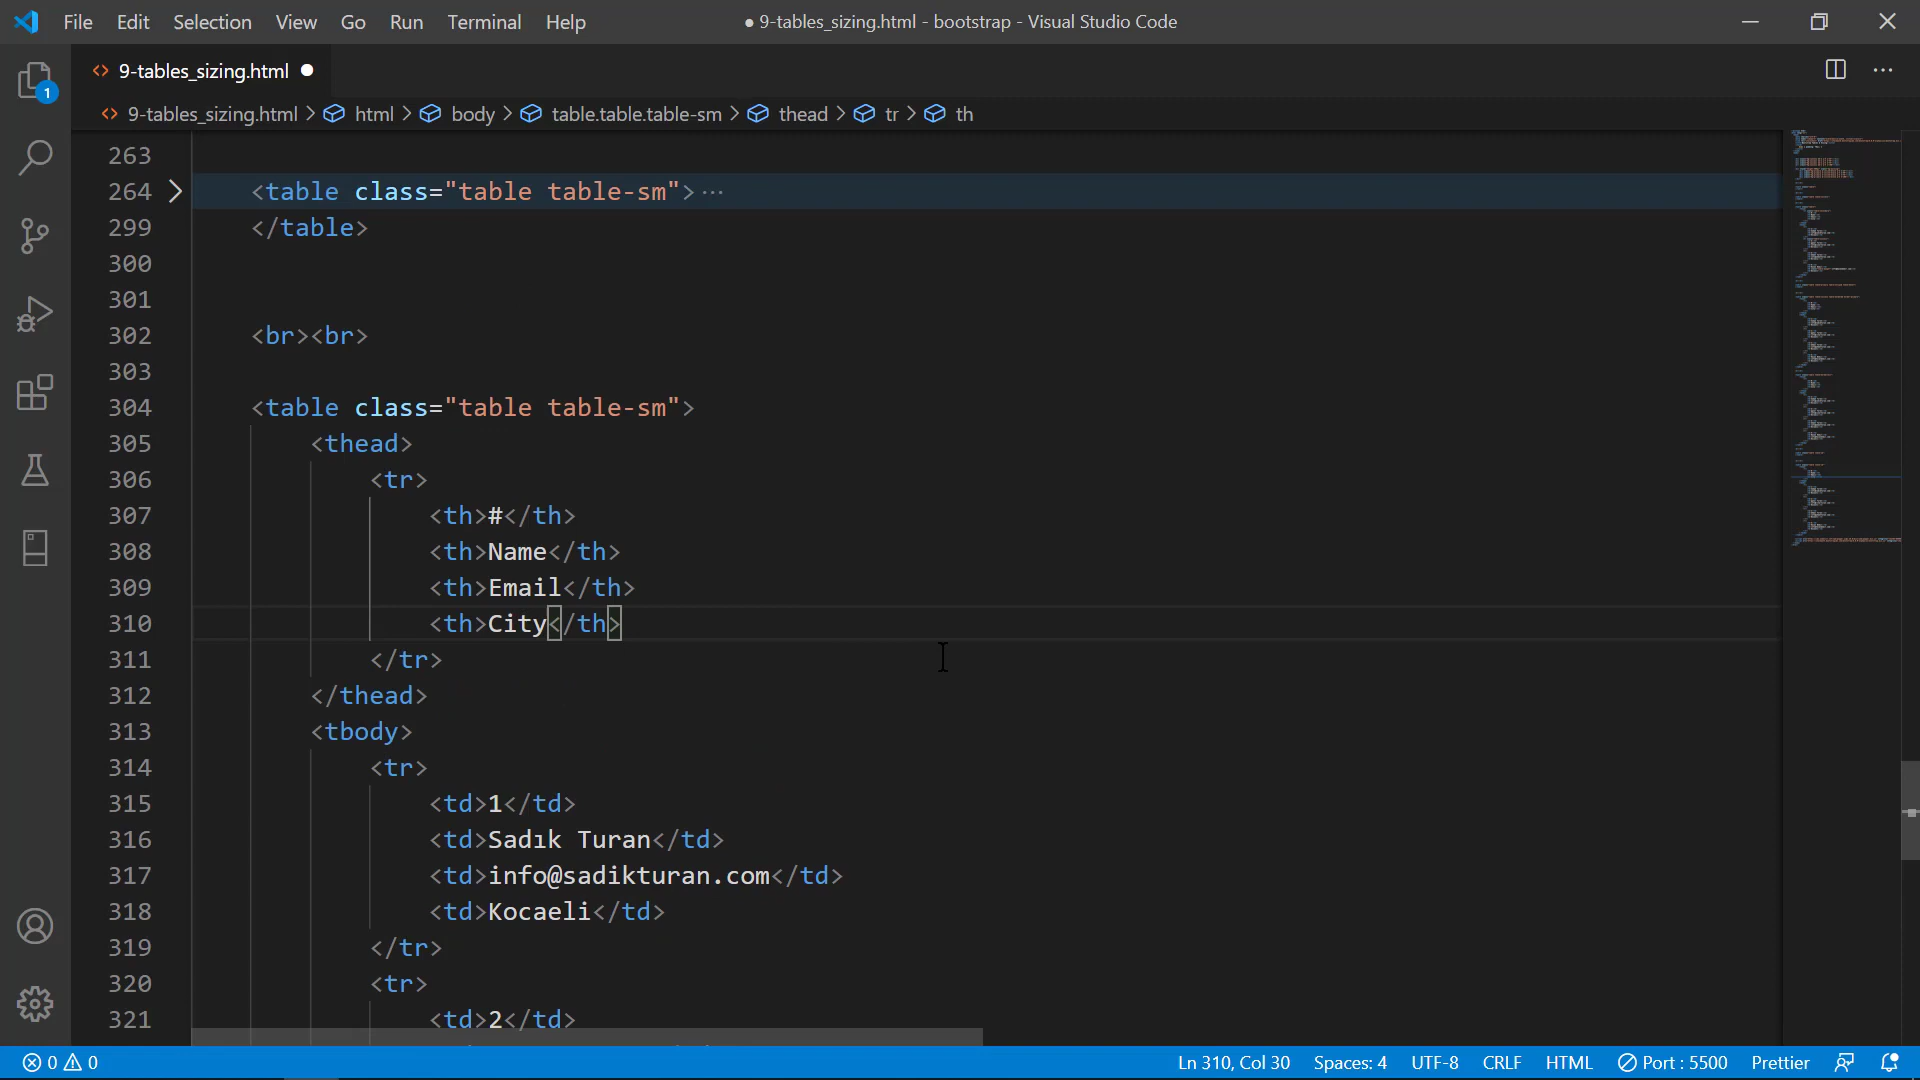 File Edit Selection View Go Run Terminal Help ● 9-tables_sizing.html - bootstrap - Visual Studio Code
<> 9-tables_sizing.html ●
1
<> 9-tables_sizing.html > html > body > table.table.table-sm > thead > tr > th
263
264 > <table class="table table-sm">···
299 </table>
300
301
302 <br><br>
303
304 <table class="table table-sm">
305 <thead>
306 <tr>
307 <th>#</th>
308 <th>Name</th>
309 <th>Email</th>
310 <th>City</th>
311 </tr>
312 </thead>
313 <tbody>
314 <tr>
315 <td>1</td>
316 <td>Sadık Turan</td>
317 <td>info@sadikturan.com</td>
318 <td>Kocaeli</td>
319 </tr>
320 <tr>
321 <td>2</td>
0 0 Ln 310, Col 30 Spaces: 4 UTF-8 CRLF HTML Port : 5500 Prettier